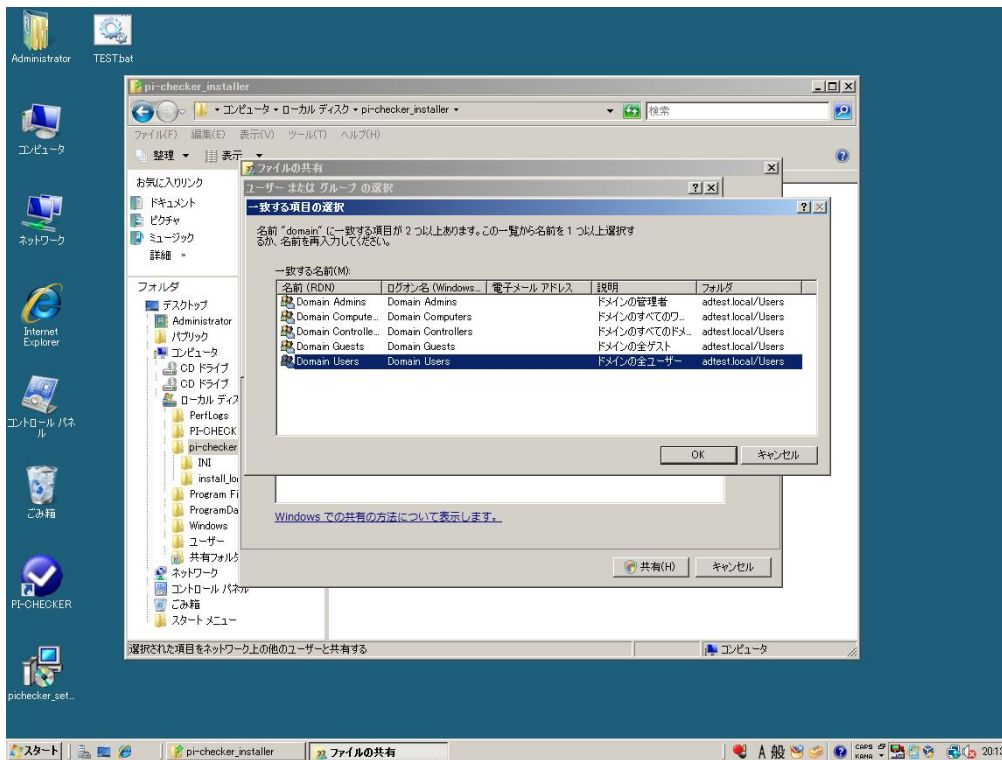 Administrator
TEST.bat
コンピュータ
ネットワーク
Internet Explorer
コントロール パネル
ごみ箱
PI-CHECKER
pichecker_set...
pi-checker_installer
コンピュータ ローカル ディスク pi-checker_installer
検索
ファイル(F) 編集(E) 表示(V) ツール(T) ヘルプ(H)
整理 表示
お気に入りリンク
ドキュメント
ピクチャ
ミュージック
詳細 »
フォルダ
デスクトップ
Administrator
パブリック
コンピュータ
CD ドライブ
CD ドライブ
ローカル ディス
PerfLogs
PI-CHECK
pi-checker
INI
install_lo
Program Fi
ProgramDa
Windows
ユーザー
共有フォルダ
ネットワーク
コントロール パネル
ごみ箱
スタート メニュー
ファイルの共有
ユーザー または グループ の選択
一致する項目の選択
名前 "domain" に一致する項目が 2 つ以上あります。この一覧から名前を 1 つ以上選択す
るか、名前を再入力してください。
一致する名前(M):
名前 (RDN) ログオン名 (Windows... 電子メール アドレス 説明 フォルダ
Domain Admins Domain Admins ドメインの管理者 adtest.local/Users
Domain Compute... Domain Computers ドメインのすべてのワ... adtest.local/Users
Domain Controlle... Domain Controllers ドメインのすべてのドメ... adtest.local/Users
Domain Guests Domain Guests ドメインの全ゲスト adtest.local/Users
Domain Users Domain Users ドメインの全ユーザー adtest.local/Users
OK キャンセル
Windows での共有の方法について表示します。
共有(H) キャンセル
選択された項目をネットワーク上の他のユーザーと共有する コンピュータ
スタート pi-checker_installer ファイルの共有 A 般 CAPS KANA 20:13